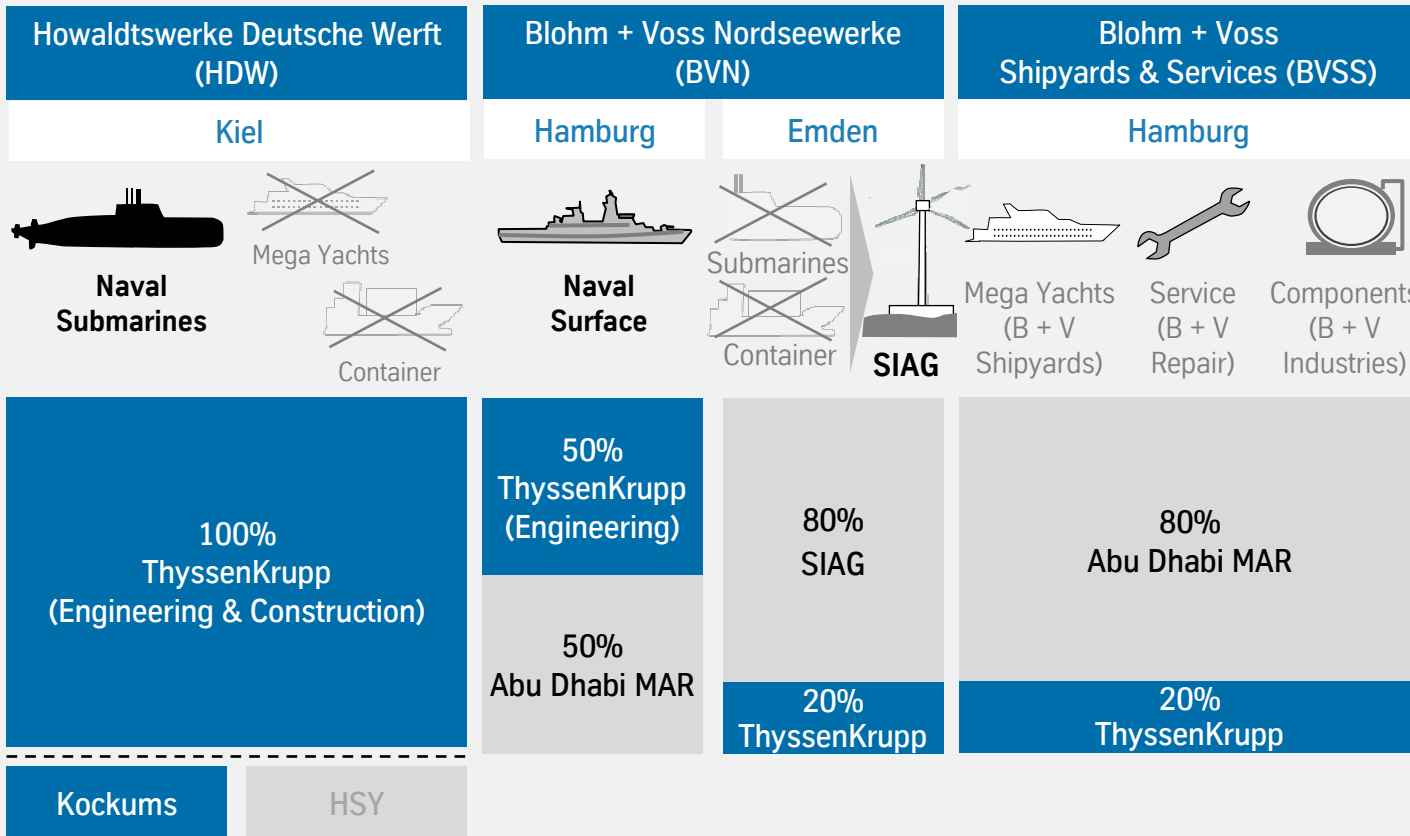 Howaldtswerke Deutsche Werft
(HDW)
Blohm + Voss Nordseewerke
(BVN)
Blohm + Voss
Shipyards & Services (BVSS)
Kiel
Hamburg
Emden
Hamburg
Naval
Submarines
Mega Yachts
Container
Naval
Surface
Submarines
Container
SIAG
Mega Yachts
(B + V
Shipyards)
Service
(B + V
Repair)
Components
(B + V
Industries)
100%
ThyssenKrupp
(Engineering & Construction)
50%
ThyssenKrupp
(Engineering)
50%
Abu Dhabi MAR
80%
SIAG
20%
ThyssenKrupp
80%
Abu Dhabi MAR
20%
ThyssenKrupp
Kockums
HSY